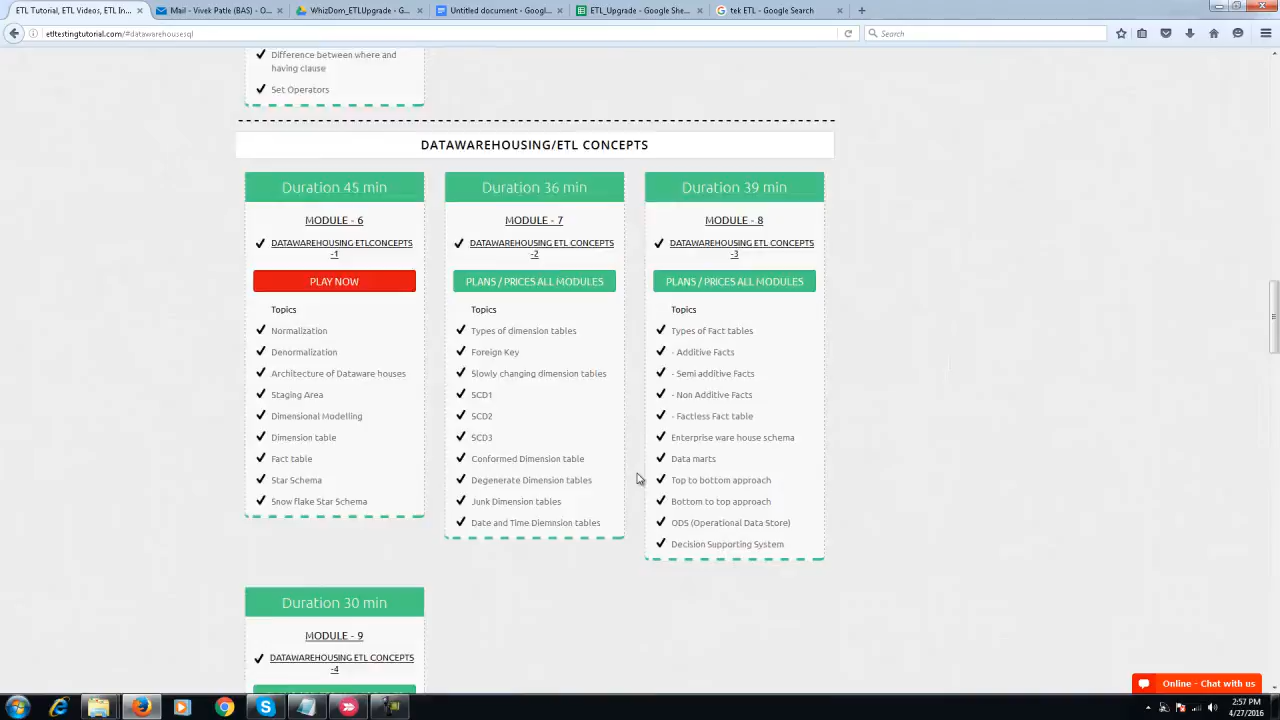 ETL Tutorials, ETL Videos, ETL In...
Mail - Vivek Patle (BAS) - O...
WhizDom_ETLUpgrade - G...
Untitled document - Googl...
ETL_Upgrade - Google She...
tek ETL - Google Search
etltestingtutorial.com/#datawarehousesql
Search
Difference between where and
having clause
Set Operators
DATAWAREHOUSING/ETL CONCEPTS
Duration 45 min
MODULE - 6
DATAWAREHOUSING ETLCONCEPTS
-1
PLAY NOW
Topics
Normalization
Denormalization
Architecture of Dataware houses
Staging Area
Dimensional Modelling
Dimension table
Fact table
Star Schema
Snow flake Star Schema
Duration 36 min
MODULE - 7
DATAWAREHOUSING ETL CONCEPTS
-2
PLANS / PRICES ALL MODULES
Topics
Types of dimension tables
Foreign Key
Slowly changing dimension tables
SCD1
SCD2
SCD3
Conformed Dimension table
Degenerate Dimension tables
Junk Dimension tables
Date and Time Diemnsion tables
Duration 39 min
MODULE - 8
DATAWAREHOUSING ETL CONCEPTS
-3
PLANS / PRICES ALL MODULES
Topics
Types of Fact tables
- Additive Facts
- Semi additive Facts
- Non Additive Facts
- Factless Fact table
Enterprise ware house schema
Data marts
Top to bottom approach
Bottom to top approach
ODS (Operational Data Store)
Decision Supporting System
Duration 30 min
MODULE - 9
DATAWAREHOUSING ETL CONCEPTS
-4
Online - Chat with us
2:57 PM
4/27/2016